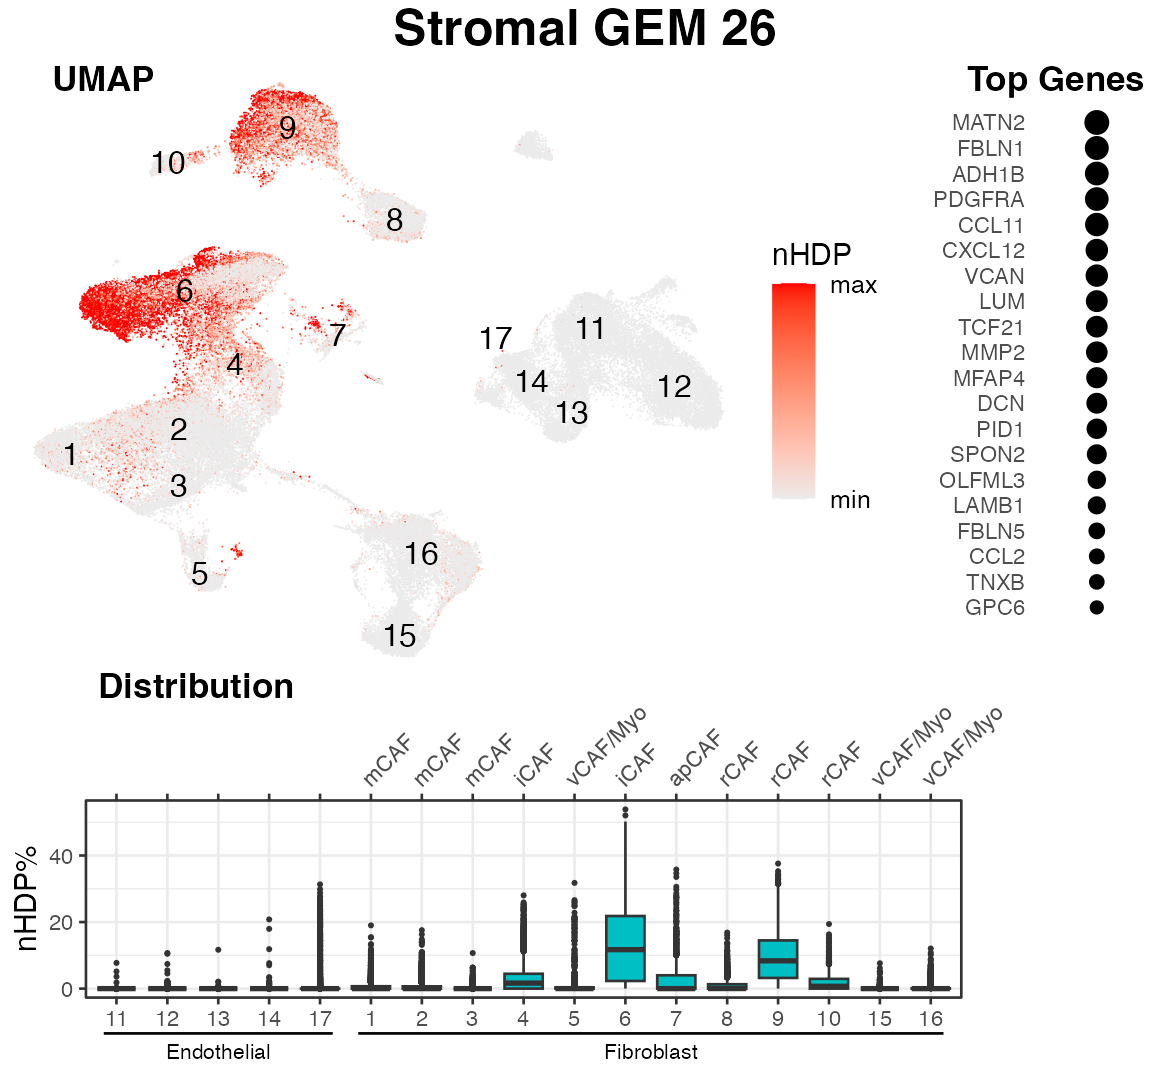 Stromal GEM 26
UMAP
9
10
8
6
7
4
2
1
3
5
16
15
17
11
14
12
13
nHDP
max
min
Top Genes
MATN2
FBLN1
ADH1B
PDGFRA
CCL11
CXCL12
VCAN
LUM
TCF21
MMP2
MFAP4
DCN
PID1
SPON2
OLFML3
LAMB1
FBLN5
CCL2
TNXB
GPC6
Distribution
mCAF
mCAF
mCAF
iCAF
vCAF/Myo
iCAF
apCAF
rCAF
rCAF
rCAF
vCAF/Myo
vCAF/Myo
nHDP%
40
20
0
11 12 13 14 17 1 2 3 4 5 6 7 8 9 10 15 16
Endothelial Fibroblast